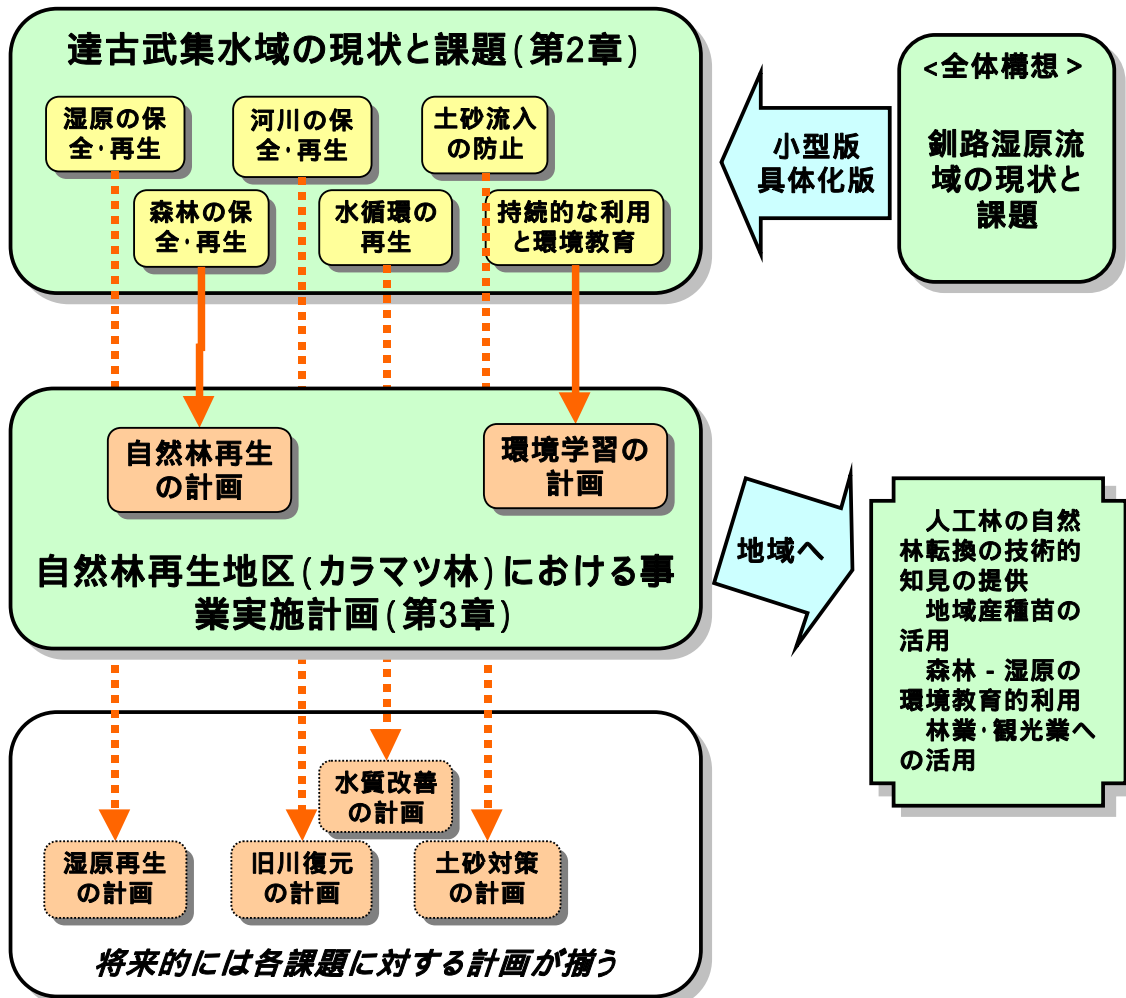 達古武集水域の現状と課題(第2章)
湿原の保
全・再生
河川の保
全・再生
土砂流入
の防止
森林の保
全・再生
水循環の
再生
持続的な利用
と環境教育
小型版
具体化版
<全体構想>
釧路湿原流
域の現状と
課題
自然林再生
の計画
環境学習の
計画
自然林再生地区(カラマツ林)における事
業実施計画(第3章)
地域へ
人工林の自然
林転換の技術的
知見の提供
地域産種苗の
活用
森林 - 湿原の
環境教育的利用
林業・観光業へ
の活用
水質改善
の計画
湿原再生
の計画
旧川復元
の計画
土砂対策
の計画
将来的には各課題に対する計画が揃う